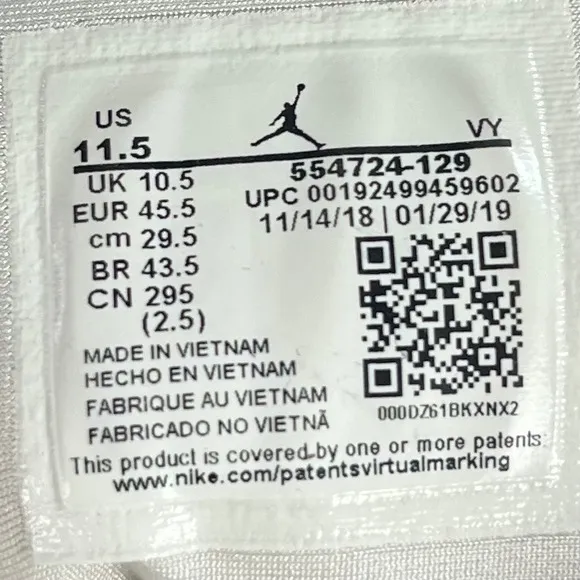 US
11.5
VY
554724-129
UK 10.5
UPC 00192499459602
EUR 45.5
11/14/18 | 01/29/19
cm 29.5
BR 43.5
CN 295
(2.5)
MADE IN VIETNAM
HECHO EN VIETNAM
FABRIQUE AU VIETNAM
FABRICADO NO VIETNÃ
000DZ61BKXNX2
This product is covered by one or more patents:
www.nike.com/patentsvirtualmarking